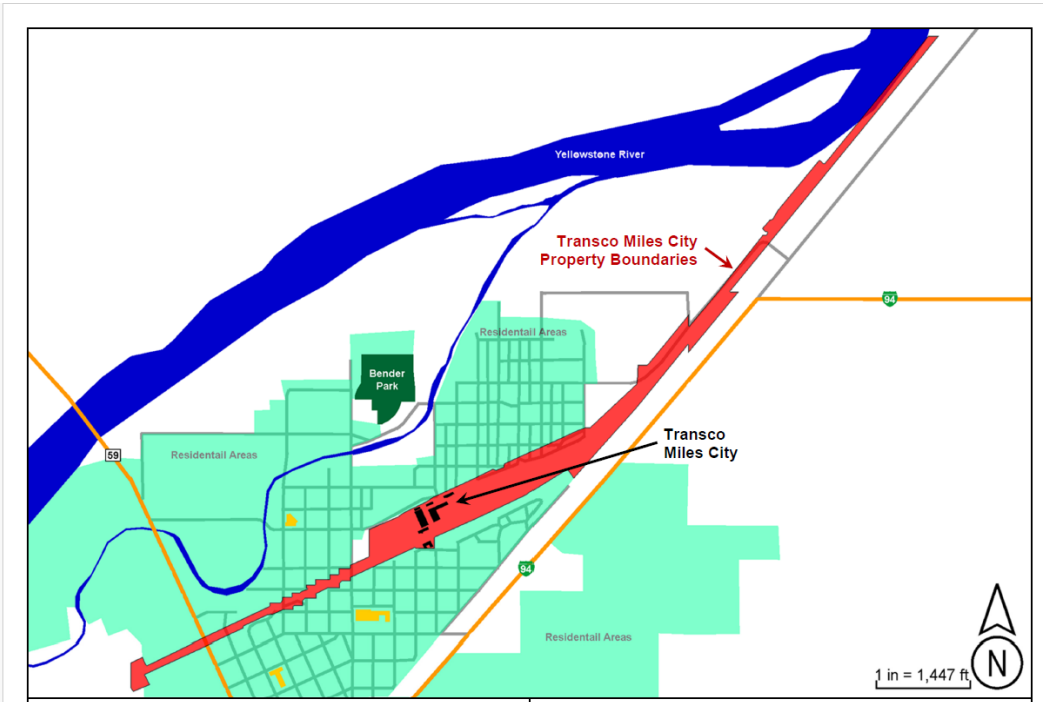 Yellowstone River
Transco Miles City
Property Boundaries
94
Residentail Areas
Bender
Park
Transco
Miles City
59
Residentail Areas
94
Residentail Areas
N
1 in = 1,447 ft